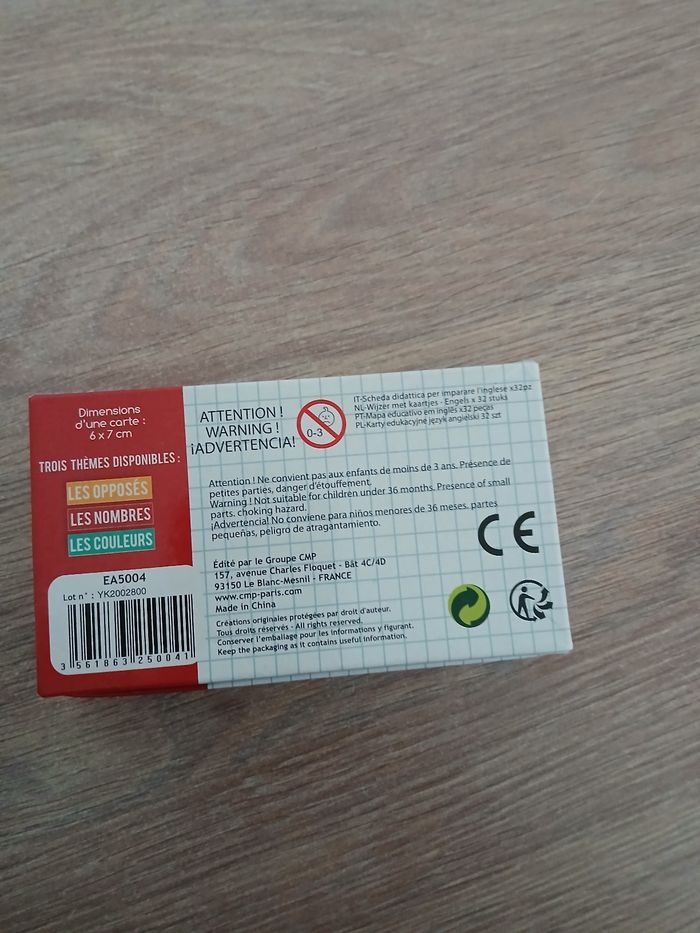 Dimensions
d'une carte :
6 x 7 cm
TROIS THÈMES DISPONIBLES :
LES OPPOSÉS
LES NOMBRES
LES COULEURS
EA5004
Lot n° : YK2002800
3 561863 250041
ATTENTION !
WARNING !
¡ADVERTENCIA!
0-3
IT-Scheda didattica per imparare l'inglese x32pz
NL-Wijzer met kaartjes - Engels x 32 stuks
PT-Mapa educativo em inglês x32 peças
PL-Karty edukacyjne język angielski 32 szt
Attention ! Ne convient pas aux enfants de moins de 3 ans. Présence de
petites parties, danger d'étouffement.
Warning ! Not suitable for children under 36 months. Presence of small
parts. choking hazard.
¡Advertencia! No conviene para niños menores de 36 meses. partes
pequeñas, peligro de atragantamiento.
CE
Édité par le Groupe CMP
157, avenue Charles Floquet - Bât 4C/4D
93150 Le Blanc-Mesnil - FRANCE
www.cmp-paris.com
Made in China
Créations originales protégées par droit d'auteur.
Tous droits réservés - All rights reserved.
Conserver l'emballage pour les informations y figurant.
Keep the packaging as it contains useful information.